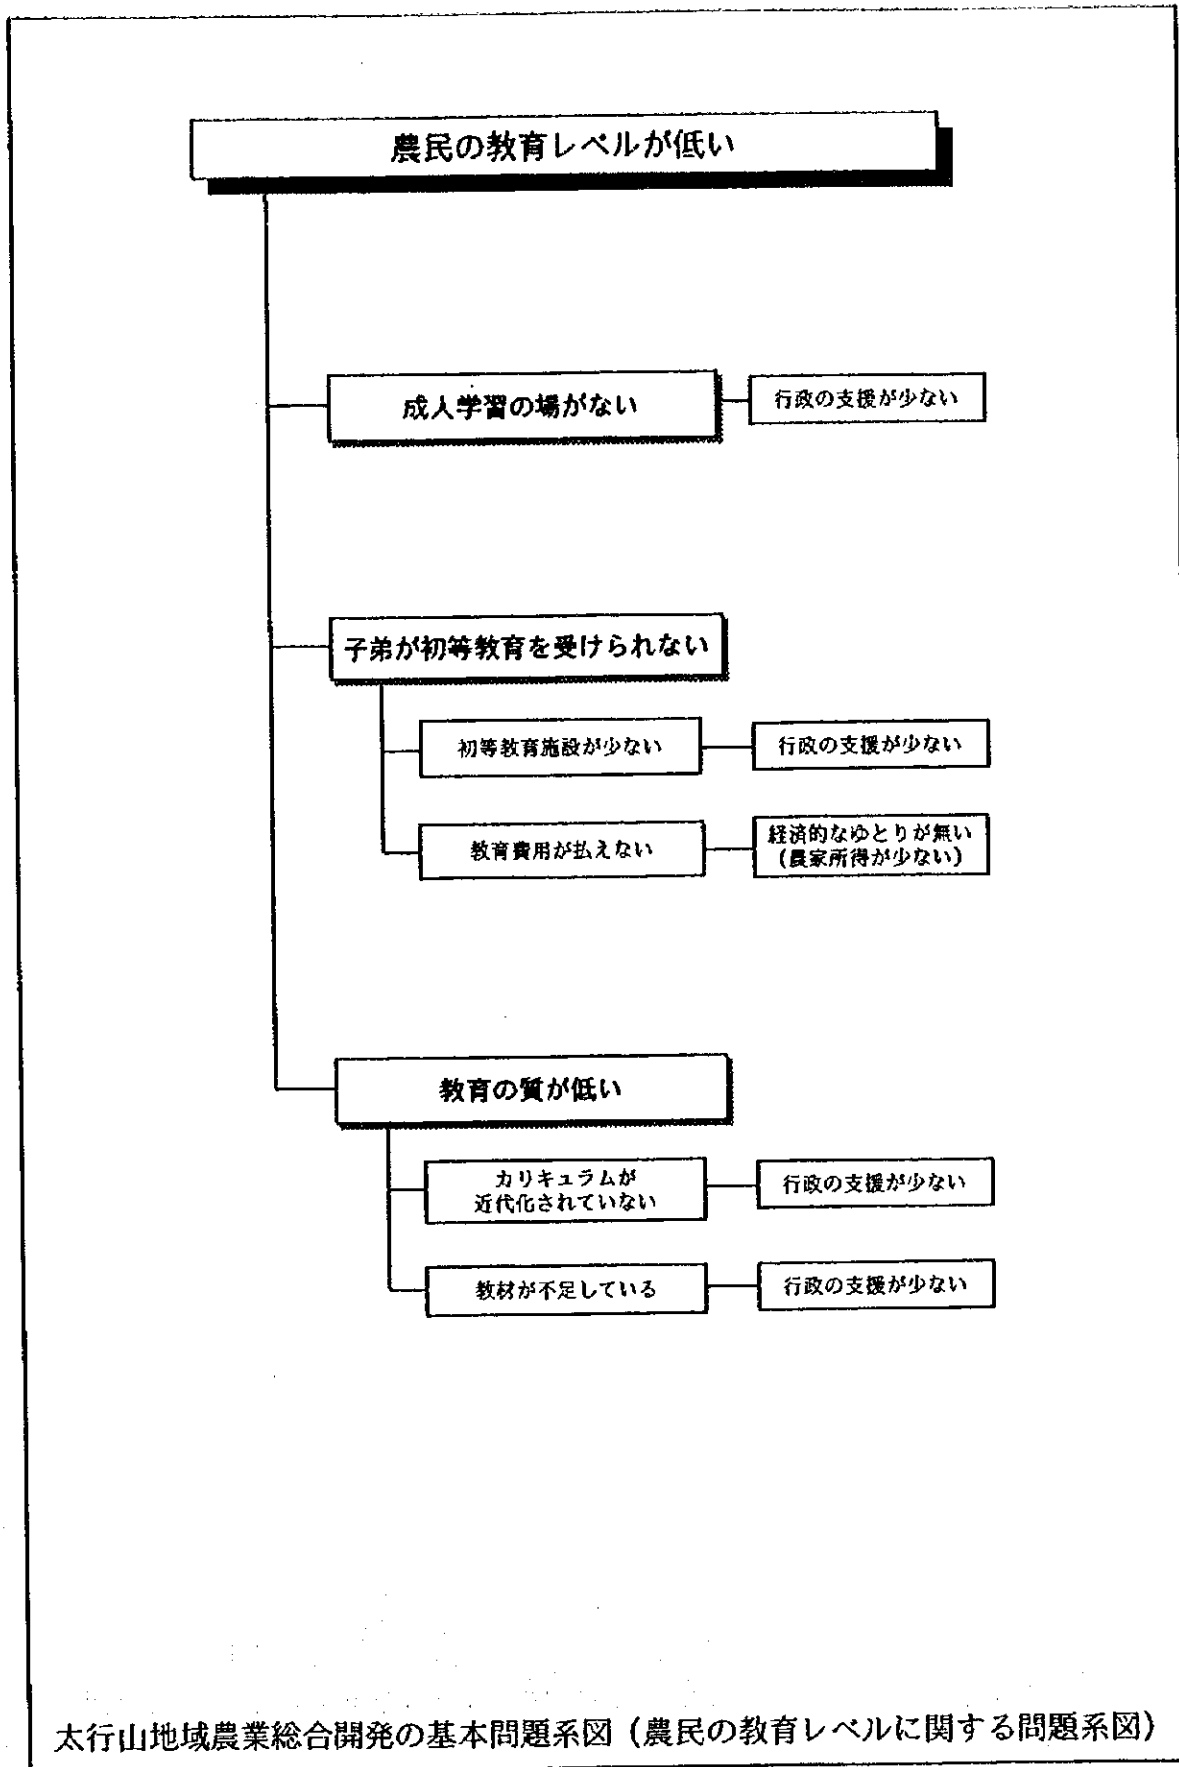 農民の教育レベルが低い
成人学習の場がない
行政の支援が少ない
子弟が初等教育を受けられない
初等教育施設が少ない
行政の支援が少ない
教育費用が払えない
経済的なゆとりが無い
(農家所得が少ない)
教育の質が低い
カリキュラムが
近代化されていない
行政の支援が少ない
教材が不足している
行政の支援が少ない
太行山地域農業総合開発の基本問題系図(農民の教育レベルに関する問題系図)